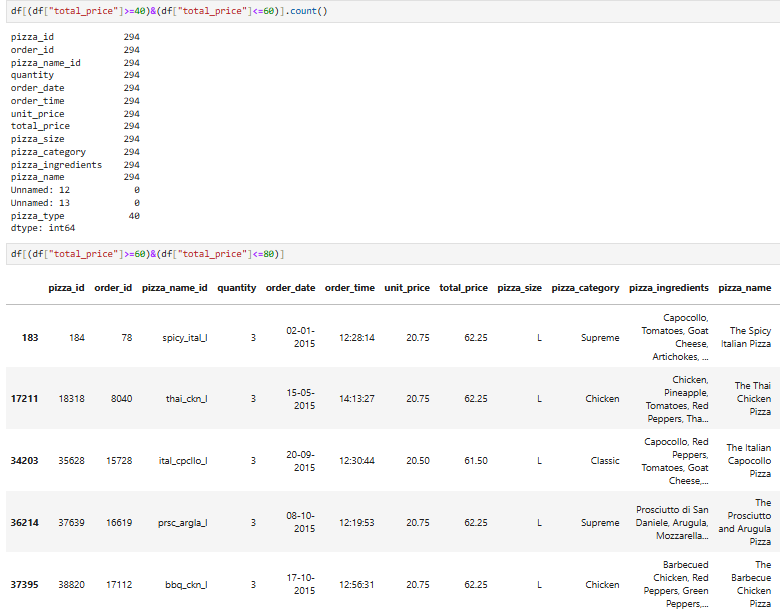 df[(df["total_price"]>=40)&(df["total_price"]<=60)].count()
pizza_id 294
order_id 294
pizza_name_id 294
quantity 294
order_date 294
order_time 294
unit_price 294
total_price 294
pizza_size 294
pizza_category 294
pizza_ingredients 294
pizza_name 294
Unnamed: 12 0
Unnamed: 13 0
pizza_type 40
dtype: int64
df[(df["total_price"]>=60)&(df["total_price"]<=80)]
pizza_id order_id pizza_name_id quantity order_date order_time unit_price total_price pizza_size pizza_category pizza_ingredients pizza_name
Capocollo,
02-01- Tomatoes, Goat The Spicy
183 184 78 spicy_ital_l 3 2015 12:28:14 20.75 62.25 L Supreme Cheese, Italian Pizza
Artichokes, ...
Chicken,
15-05- Pineapple, The Thai
17211 18318 8040 thai_ckn_l 3 2015 14:13:27 20.75 62.25 L Chicken Tomatoes, Red Chicken
Peppers, Tha... Pizza
Capocollo, Red
20-09- Peppers, The Italian
34203 35628 15728 ital_cpcllo_l 3 2015 12:30:44 20.50 61.50 L Classic Tomatoes, Goat Capocollo
Cheese,... Pizza
The
08-10- Prosciutto di San Prosciutto
36214 37639 16619 prsc_argla_l 3 2015 12:19:53 20.75 62.25 L Supreme Daniele, Arugula, and Arugula
Mozzarella... Pizza
Barbecued The
17-10- Chicken, Red Barbecue
37395 38820 17112 bbq_ckn_l 3 2015 12:56:31 20.75 62.25 L Chicken Peppers, Green Chicken
Peppers,... Pizza